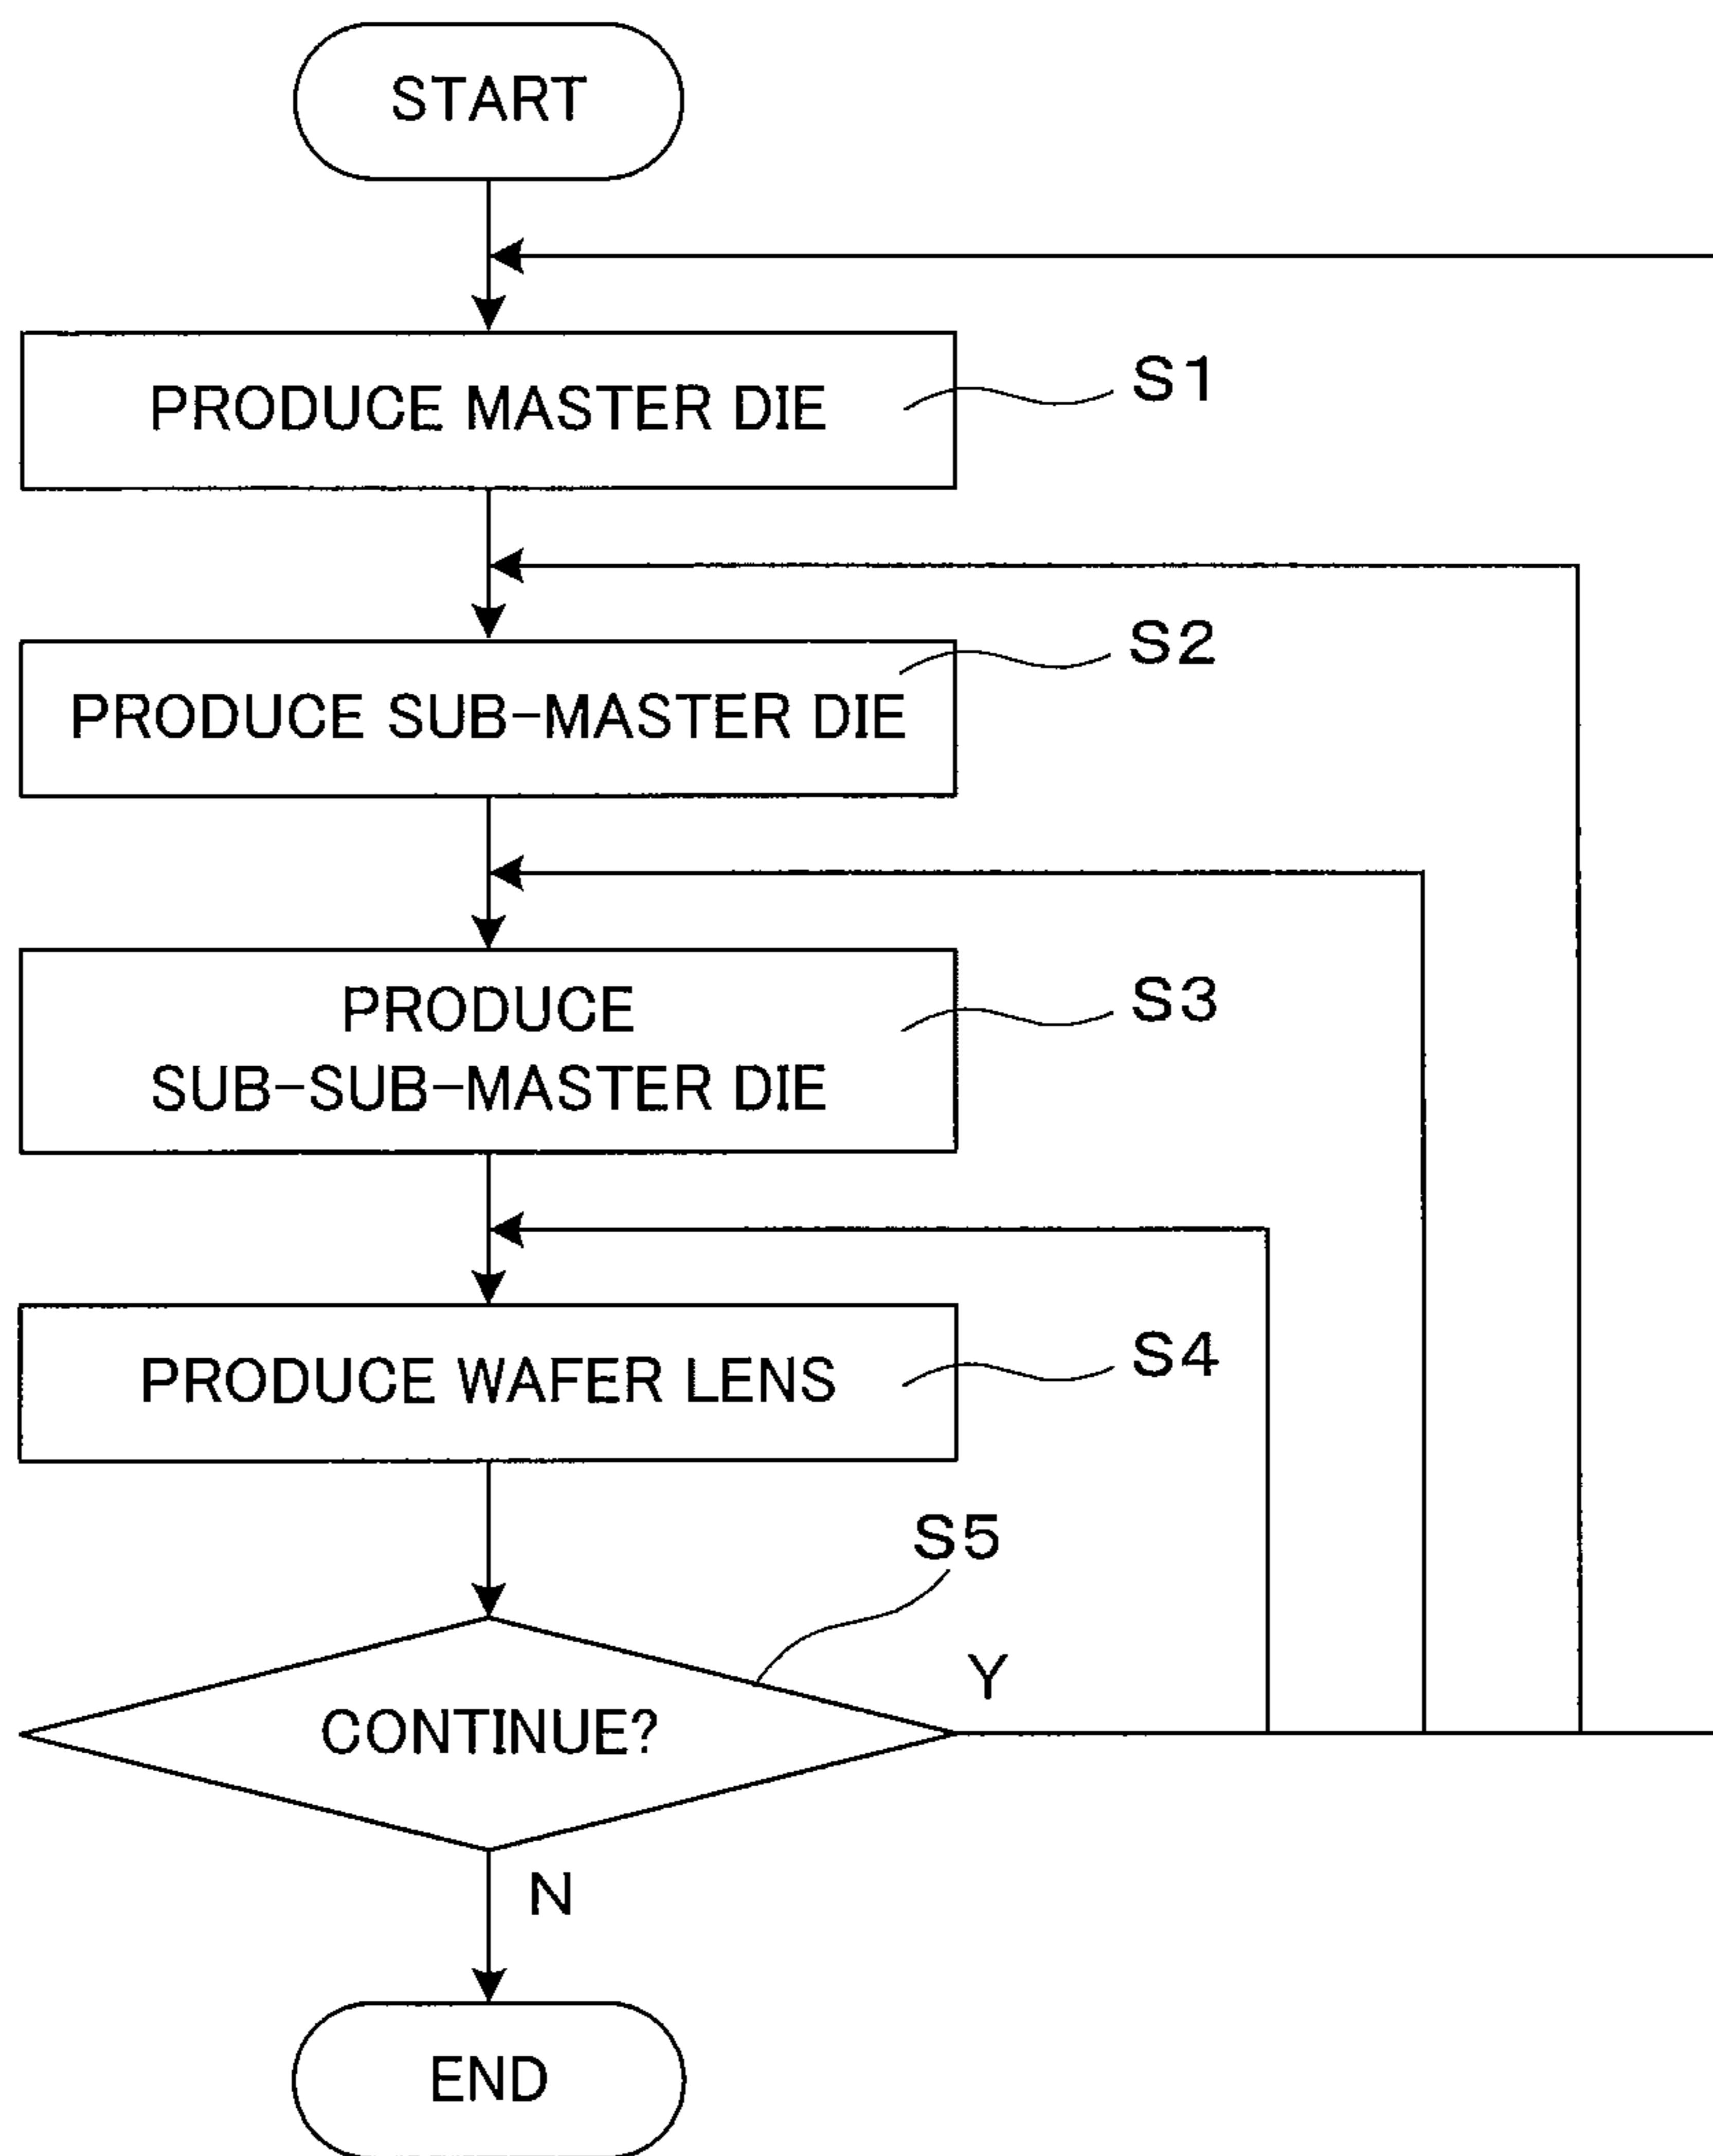 START
PRODUCE MASTER DIE
S1
PRODUCE SUB-MASTER DIE
S2
PRODUCE
SUB-SUB-MASTER DIE
S3
PRODUCE WAFER LENS
S4
S5
CONTINUE?
Y
N
END